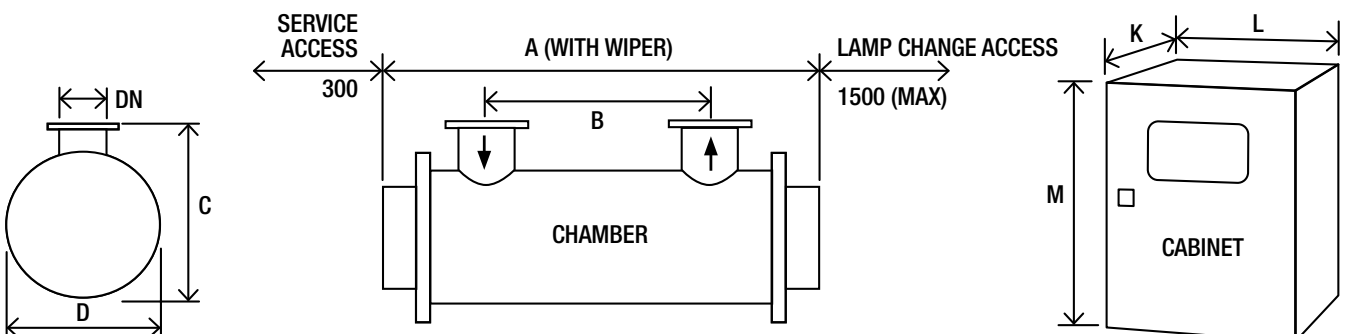 SERVICE
ACCESS
300
A (WITH WIPER)
LAMP CHANGE ACCESS
1500 (MAX)
K
L
DN
B
C
D
CHAMBER
M
CABINET